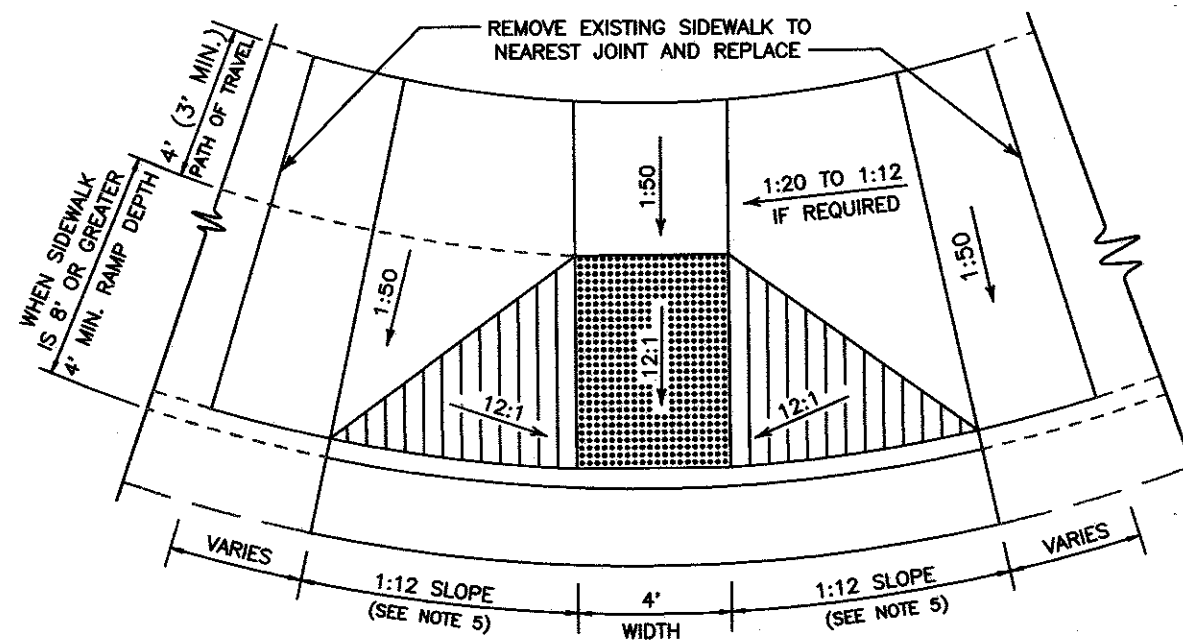 REMOVE EXISTING SIDEWALK TO
NEAREST JOINT AND REPLACE
4' (3' MIN.)
PATH OF TRAVEL
WHEN SIDEWALK
IS 8' OR GREATER
4' MIN. RAMP DEPTH
1:50
1:20 TO 1:12
IF REQUIRED
1:50
1:50
12:1
12:1
12:1
VARIES
1:12 SLOPE
(SEE NOTE 5)
4'
WIDTH
1:12 SLOPE
(SEE NOTE 5)
VARIES